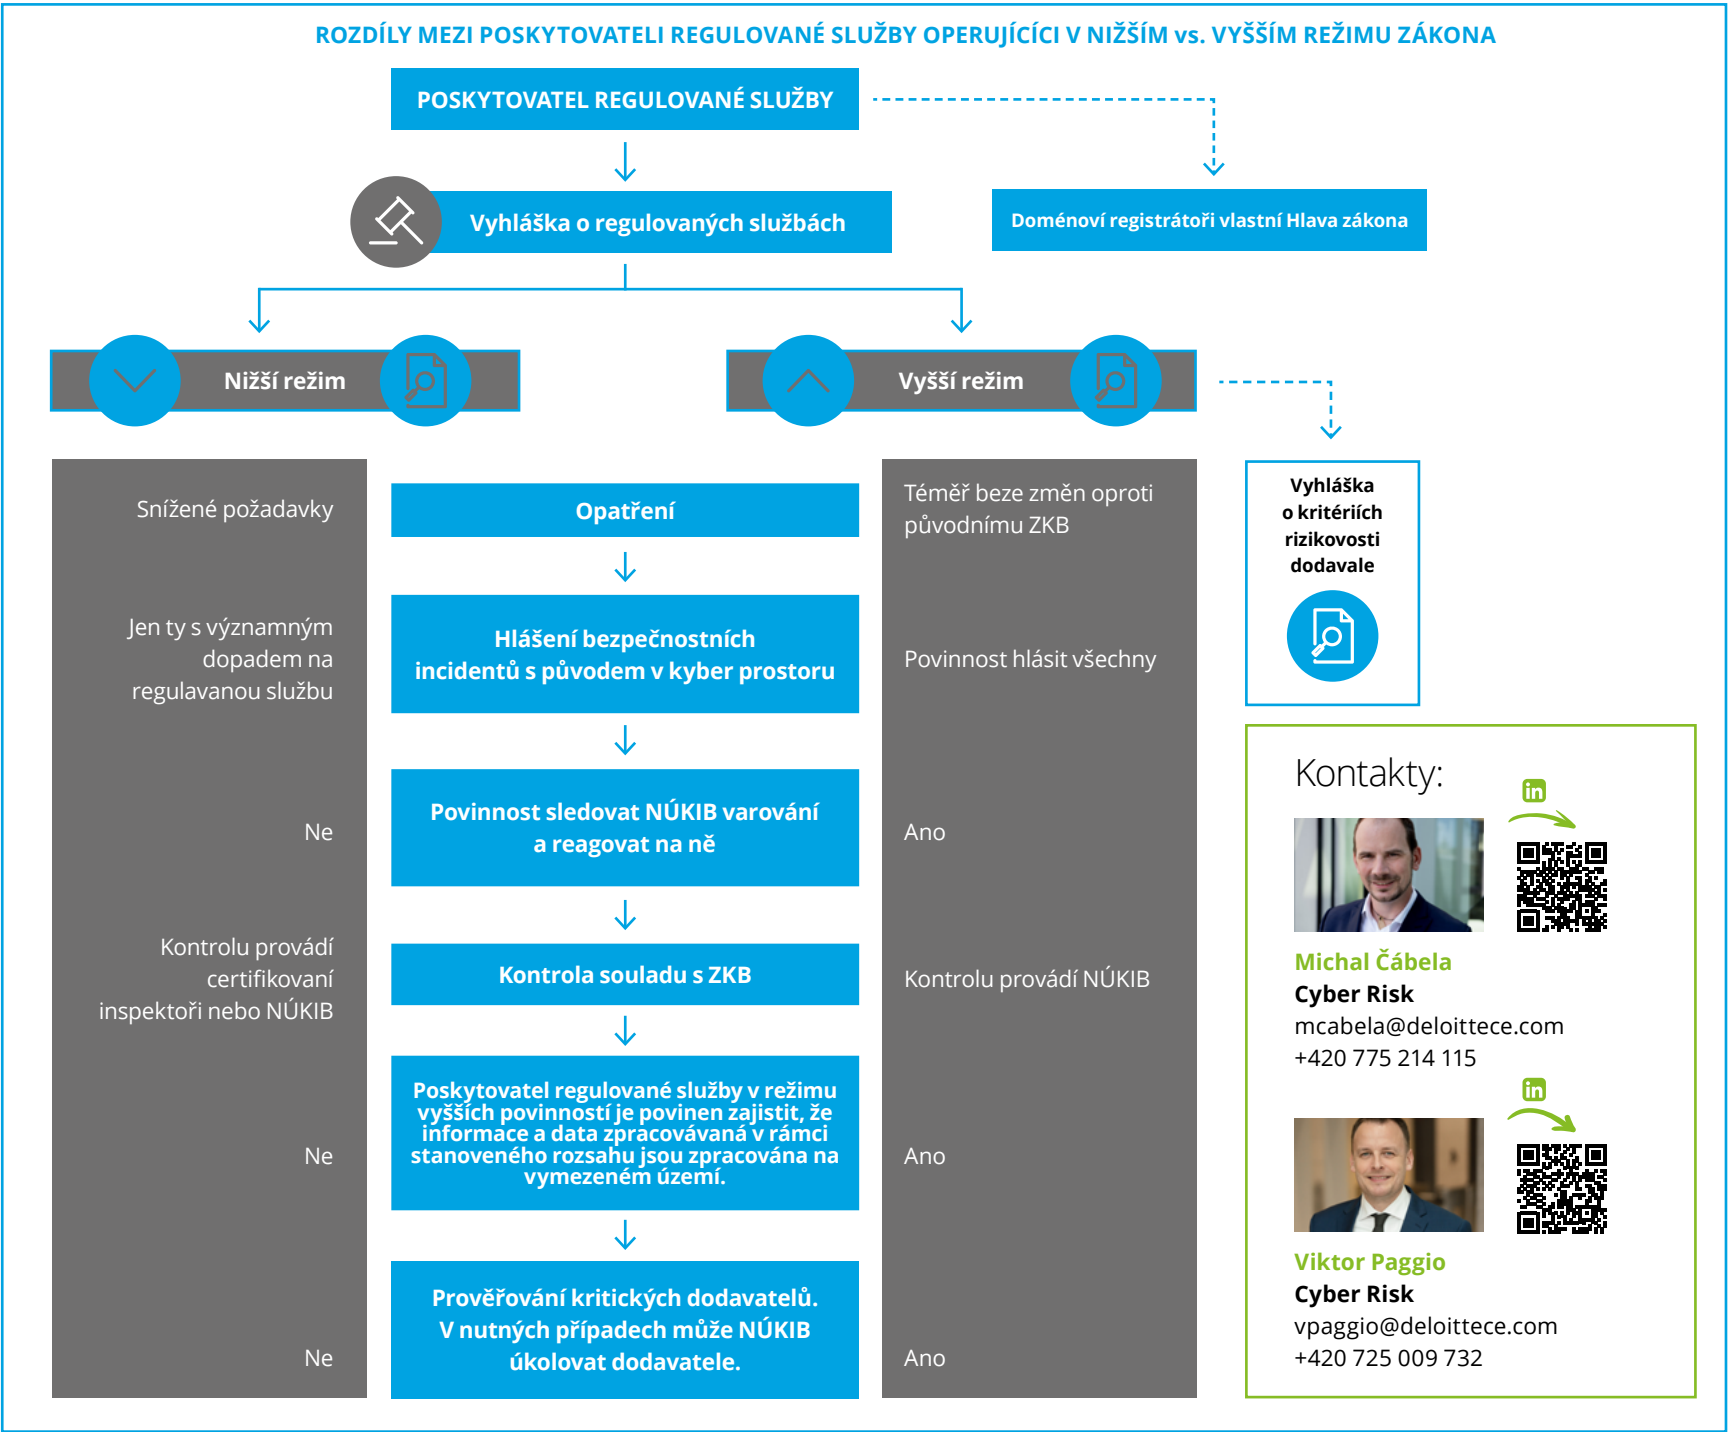 ROZDÍLY MEZI POSKYTOVATELI REGULOVANÉ SLUŽBY OPERUJÍCÍCI V NIŽŠÍM vs. VYŠŠÍM REŽIMU ZÁKONA
POSKYTOVATEL REGULOVANÉ SLUŽBY
Vyhláška o regulovaných službách
Doménoví registrátoři vlastní Hlava zákona
Nižší režim
Vyšší režim
Snížené požadavky
Opatření
Téměř beze změn oproti
původnímu ZKB
Vyhláška
o kritériích
rizikovosti
dodavale
Jen ty s významným
dopadem na
regulavanou službu
Hlášení bezpečnostních
incidentů s původem v kyber prostoru
Povinnost hlásit všechny
Ne
Povinnost sledovat NÚKIB varování
a reagovat na ně
Ano
Kontrolu provádí
certifikovaní
inspektoři nebo NÚKIB
Kontrola souladu s ZKB
Kontrolu provádí NÚKIB
Ne
Poskytovatel regulované služby v režimu
vyšších povinností je povinen zajistit, že
informace a data zpracovávaná v rámci
stanoveného rozsahu jsou zpracována na
vymezeném území.
Ano
Ne
Prověřování kritických dodavatelů.
V nutných případech může NÚKIB
úkolovat dodavatele.
Ano
Kontakty:
in
Michal Čábela
Cyber Risk
mcabela@deloittece.com
+420 775 214 115
in
Viktor Paggio
Cyber Risk
vpaggio@deloittece.com
+420 725 009 732